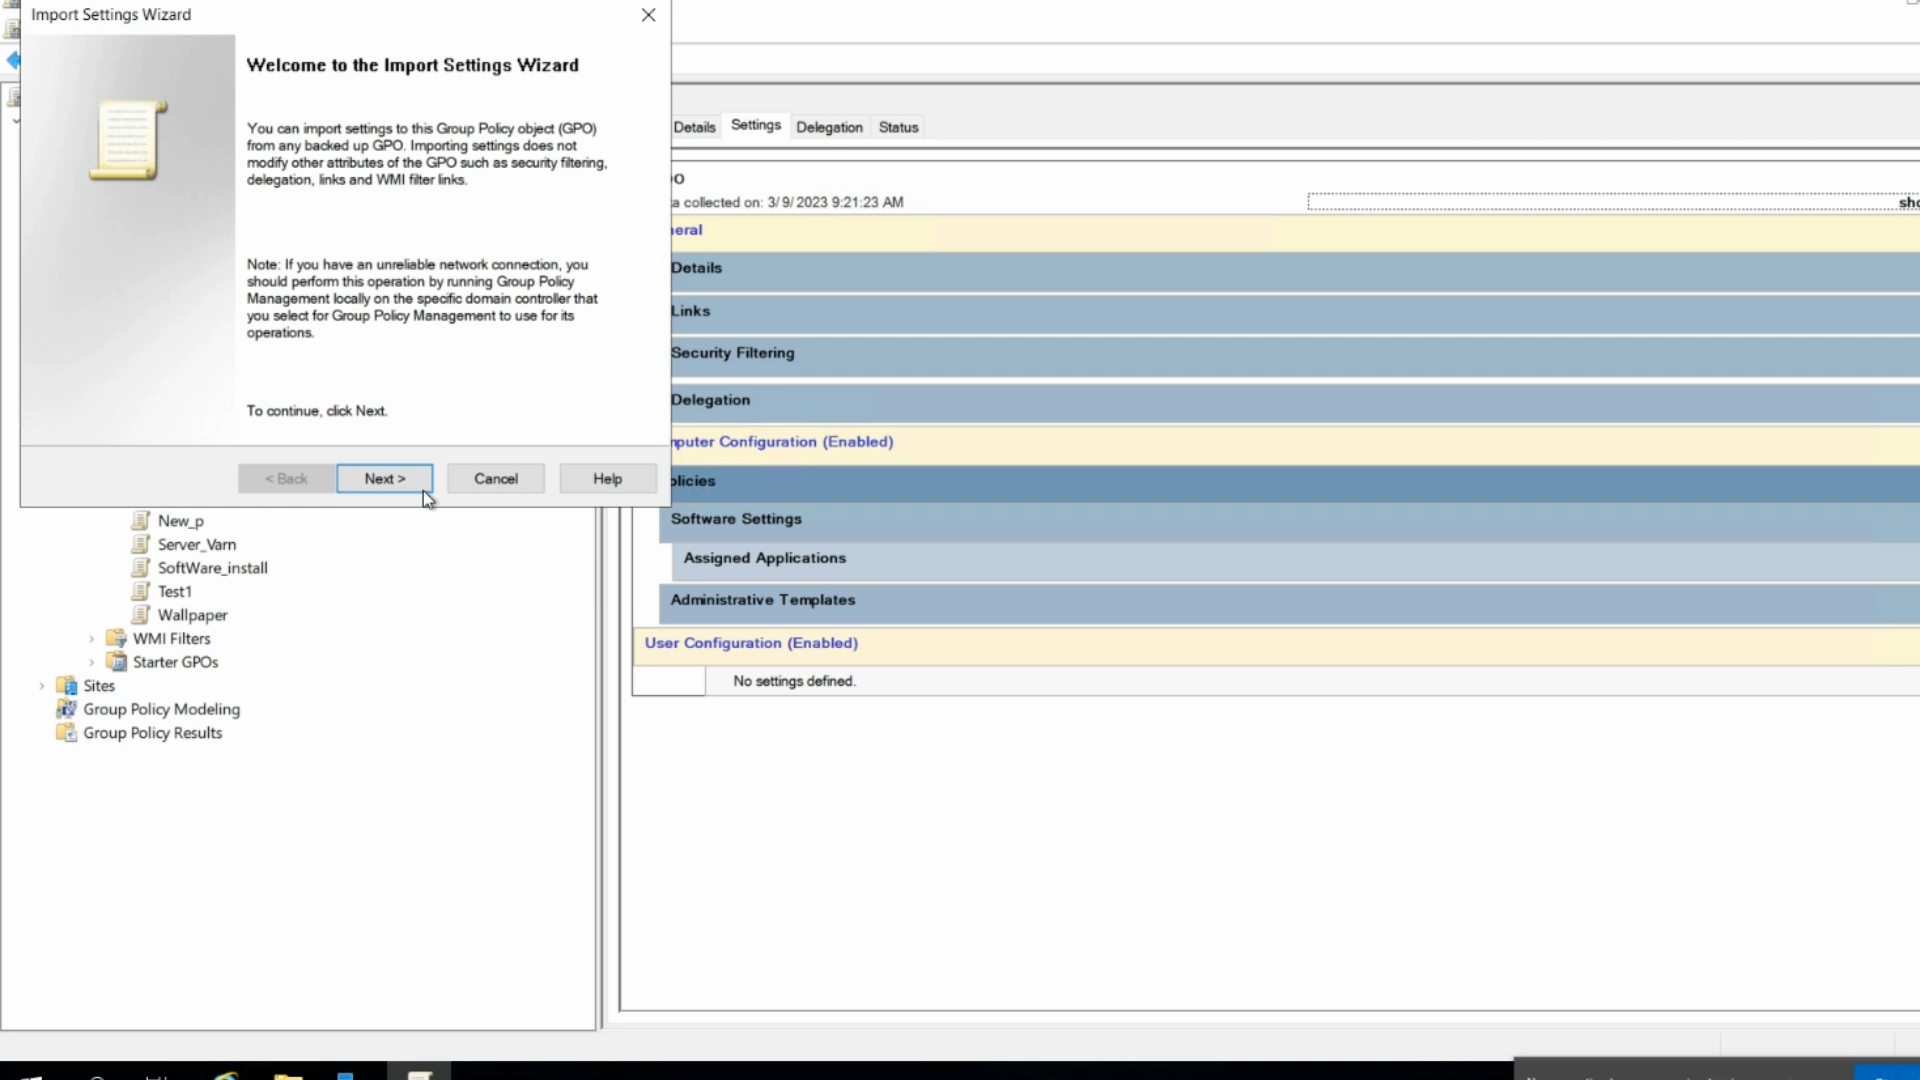 Import Settings Wizard
Welcome to the Import Settings Wizard
You can import settings to this Group Policy object (GPO)
from any backed up GPO. Importing settings does not
modify other attributes of the GPO such as security filtering,
delegation, links and WMI filter links.
Note: If you have an unreliable network connection, you
should perform this operation by running Group Policy
Management locally on the specific domain controller that
you select for Group Policy Management to use for its
operations.
To continue, click Next.
< Back
Next >
Cancel
Help
New_p
Server_Varn
SoftWare_install
Test1
Wallpaper
WMI Filters
Starter GPOs
Sites
Group Policy Modeling
Group Policy Results
Details
Settings
Delegation
Status
a collected on: 3/9/2023 9:21:23 AM
sho
eral
Details
Links
Security Filtering
Delegation
puter Configuration (Enabled)
olicies
Software Settings
Assigned Applications
Administrative Templates
User Configuration (Enabled)
No settings defined.